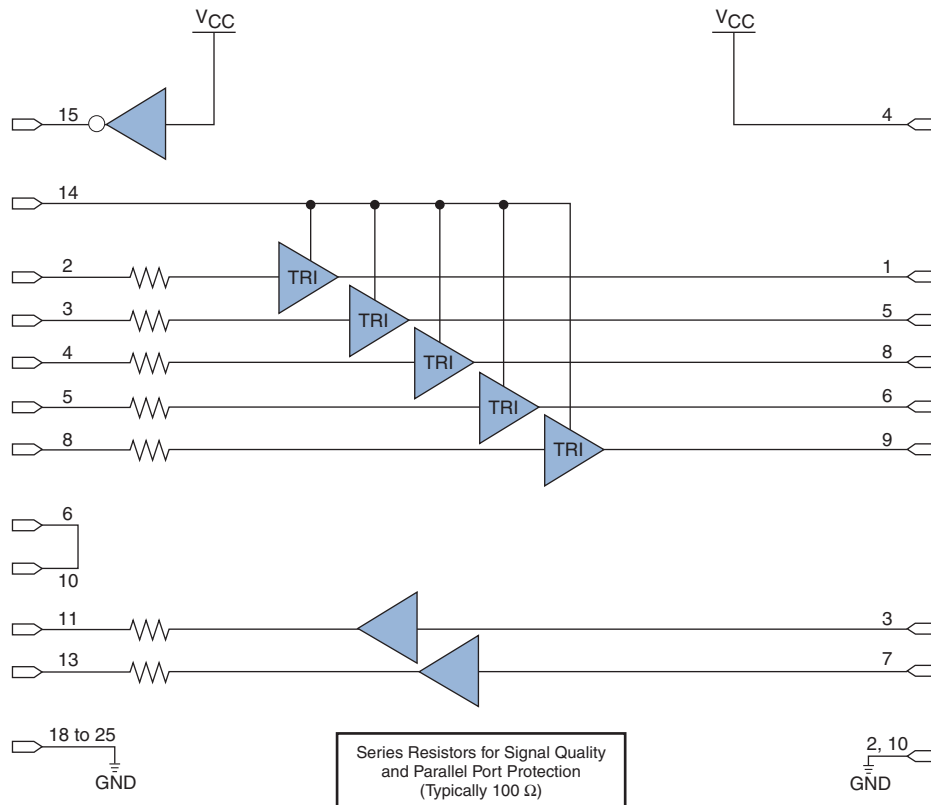 VCC VCC
15 4
14
2 TRI 1
3 TRI 5
4 TRI 8
5 TRI 6
8 TRI 9
6
10
11 3
13 7
18 to 25 2, 10
GND GND
Series Resistors for Signal Quality
and Parallel Port Protection
(Typically 100 Ω)